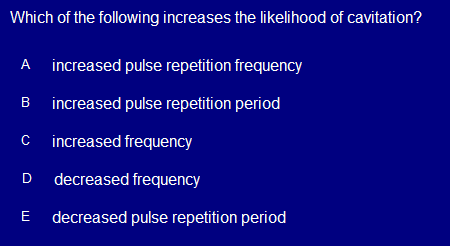 Which of the following increases the likelihood of cavitation?
A increased pulse repetition frequency
B increased pulse repetition period
C increased frequency
D decreased frequency
E decreased pulse repetition period